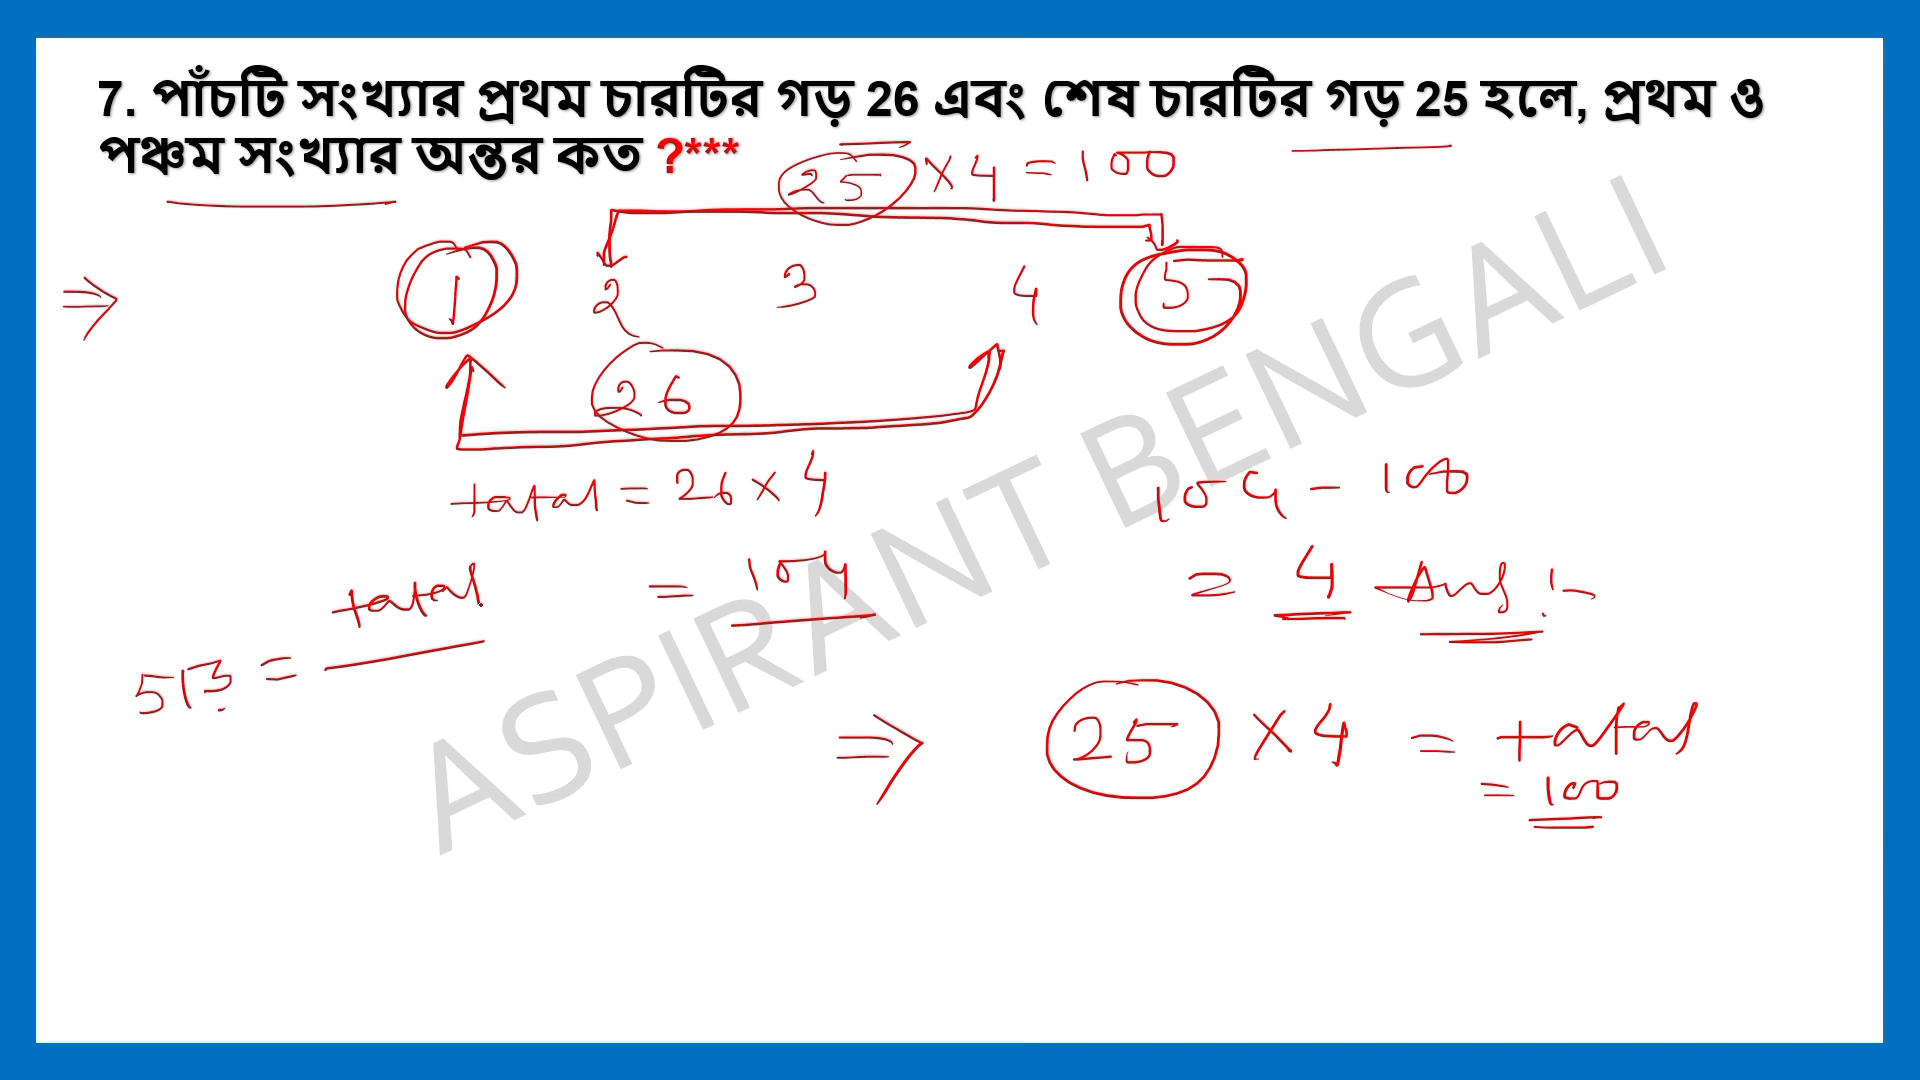 7. পাঁচটি সংখ্যার প্রথম চারটির গড় 26 এবং শেষ চারটির গড় 25 হলে, প্রথম ও
পঞ্চম সংখ্যার অন্তর কত ?***
25 × 4 = 100
1 2 3 4 5
26
total = 26 × 4
= 104
104 - 100
= 4 Ans :-
গড় = total
⇒ 25 × 4 = total
= 100
ASPIRANT BENGALI